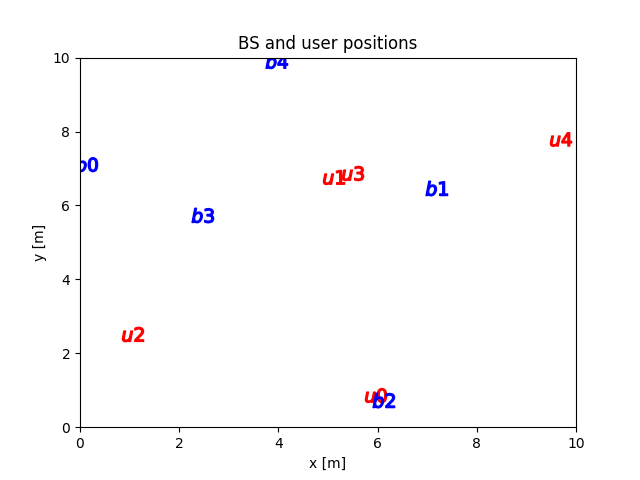 BS and user positions
10
8
6
4
2
0
y [m]
b4
b0
u4
u1
u3
b1
b3
u2
u0
b2
0 2 4 6 8 10
x [m]